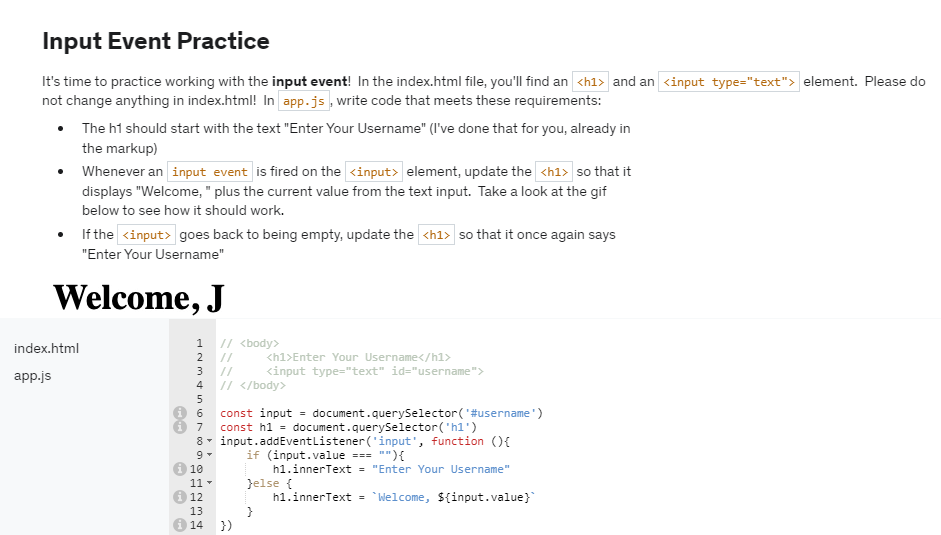 Input Event Practice
It's time to practice working with the input event!  In the index.html file, you'll find an <h1> and an <input type="text"> element.  Please do
not change anything in index.html!  In app.js, write code that meets these requirements:
• The h1 should start with the text "Enter Your Username" (I've done that for you, already in
the markup)
• Whenever an input event is fired on the <input> element, update the <h1> so that it
displays "Welcome, " plus the current value from the text input.  Take a look at the gif
below to see how it should work.
• If the <input> goes back to being empty, update the <h1> so that it once again says
"Enter Your Username"
Welcome, J
index.html
app.js
1 // <body>
2 //     <h1>Enter Your Username</h1>
3 //     <input type="text" id="username">
4 // </body>
5
6 const input = document.querySelector('#username')
7 const h1 = document.querySelector('h1')
8 input.addEventListener('input', function (){
9     if (input.value === ""){
10         h1.innerText = "Enter Your Username"
11     }else {
12         h1.innerText = `Welcome, ${input.value}`
13     }
14 })